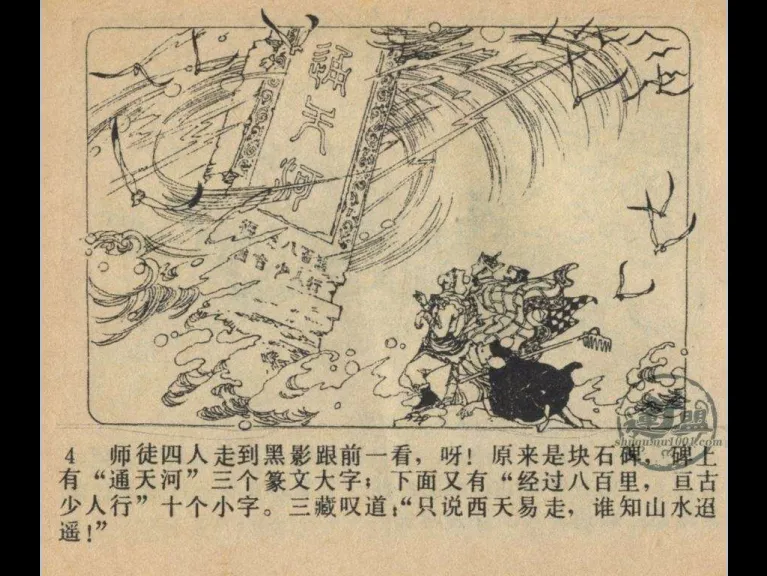 通天河
经过八百里
亘古少人行
4 师徒四人走到黑影跟前一看，呀！原来是块石碑，碑上
有“通天河”三个篆文大字；下面又有“经过八百里，亘古
少人行”十个小字。三藏叹道：“只说西天易走，谁知山水迢
遥！”
shuquu1001.com